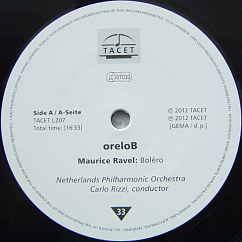 TACET
LC 07033
Side A / A-Seite
TACET L207
Total time: [16'33]
℗ 2012 TACET
© 2012 TACET
[GEMA / d.p.]
oreloB
Maurice Ravel: Boléro
Netherlands Philharmonic Orchestra
Carlo Rizzi, conductor
33